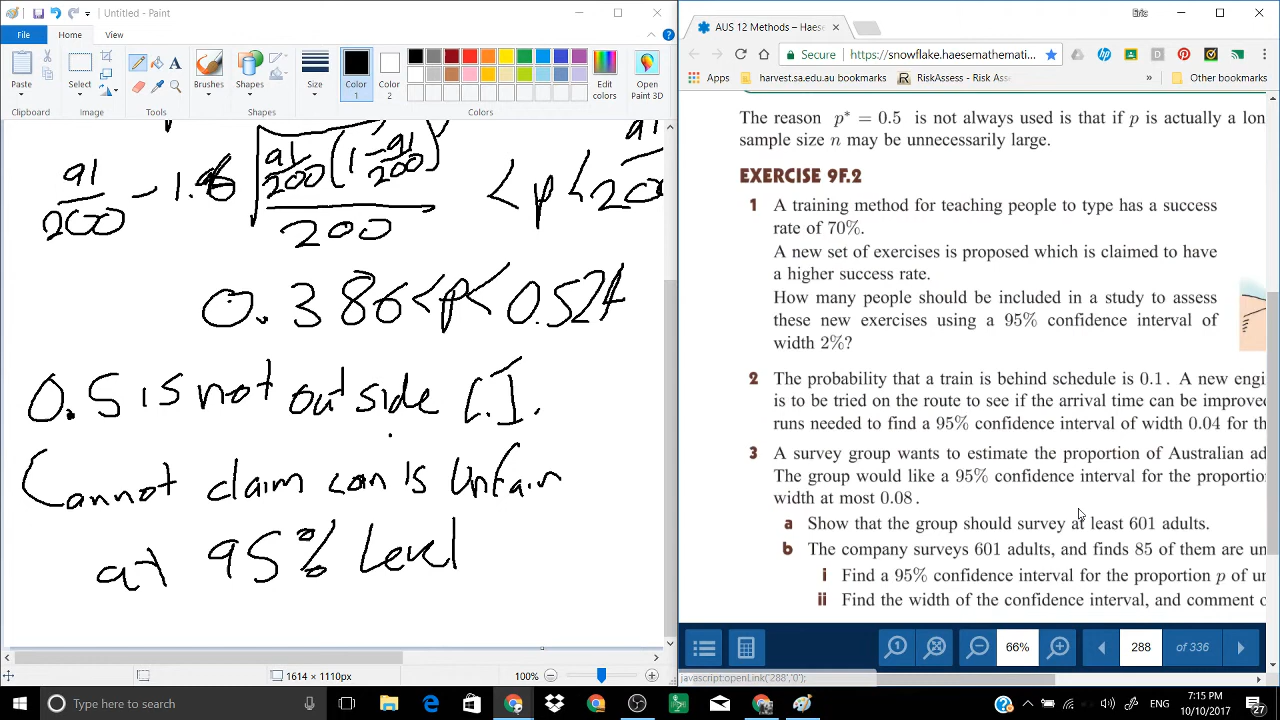 Untitled - Paint
File
Home
View
Paste
Select
Brushes
Shapes
Size
Color 1
Color 2
Edit colors
Open Paint 3D
Clipboard
Image
Tools
Colors
91/200 - 1.96 √(91/200 (1 - 91/200) / 200) < p < 91/200
0.386 < p < 0.524
0.5 is not outside C.I.
Cannot claim coin is Unfair
at 95% level
1614 × 1110px
100%
Eric
AUS 12 Methods – Haese
Secure
https://snowflake.haesemathemati
Apps
harvest.sa.edu.au bookmarks
RiskAssess - Risk Asse
»
Other bookmarks
The reason p* = 0.5 is not always used is that if p is actually a lon
sample size n may be unnecessarily large.
EXERCISE 9F.2
1 A training method for teaching people to type has a success
rate of 70%.
A new set of exercises is proposed which is claimed to have
a higher success rate.
How many people should be included in a study to assess
these new exercises using a 95% confidence interval of
width 2%?
2 The probability that a train is behind schedule is 0.1. A new engi
is to be tried on the route to see if the arrival time can be improve
runs needed to find a 95% confidence interval of width 0.04 for th
3 A survey group wants to estimate the proportion of Australian ad
The group would like a 95% confidence interval for the proportio
width at most 0.08.
a Show that the group should survey at least 601 adults.
b The company surveys 601 adults, and finds 85 of them are un
i Find a 95% confidence interval for the proportion p of u
ii Find the width of the confidence interval, and comment o
66%
288
of 336
javascript:openLink('288','0');
Type here to search
7:15 PM
10/10/2017